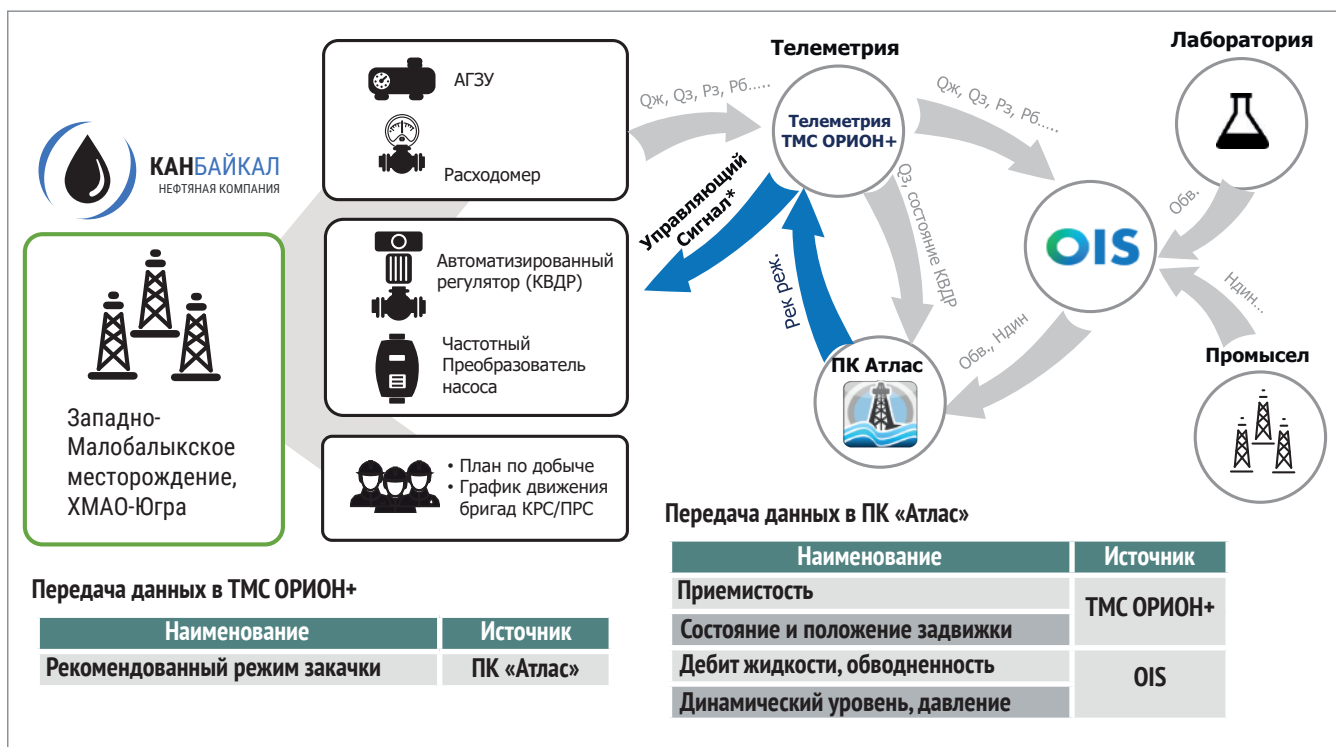 КАНБАЙКАЛ
НЕФТЯНАЯ КОМПАНИЯ
Западно-
Малобалыкское
месторождение,
ХМАО-Югра
АГЗУ
Расходомер
Автоматизированный
регулятор (КВДР)
Частотный
Преобразователь
насоса
• План по добыче
• График движения
бригад КРС/ПРС
Qж, Qз, Рз, Рб.....
Телеметрия
Телеметрия
ТМС ОРИОН+
Управляющий
Сигнал*
Рек Реж.
Qз, состояние КВДР
Qж, Qз, Рз, Рб.....
Лаборатория
Обв.
OIS
Ндин...
Промысел
Обв., Ндин
ПК Атлас
Передача данных в ТМС ОРИОН+
Наименование Источник
Рекомендованный режим закачки ПК «Атлас»
Передача данных в ПК «Атлас»
Наименование Источник
Приемистость
ТМС ОРИОН+
Состояние и положение задвижки
Дебит жидкости, обводненность
OIS
Динамический уровень, давление